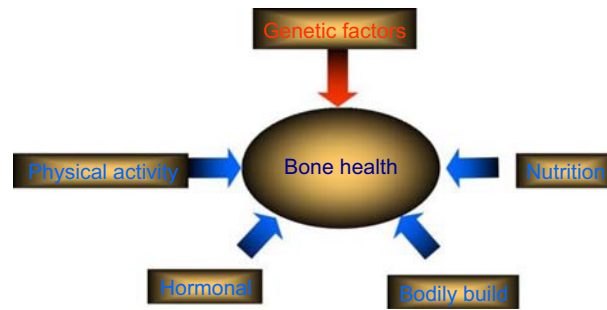 Genetic factors
Physical activity
Bone health
Nutrition
Hormonal
Bodily build